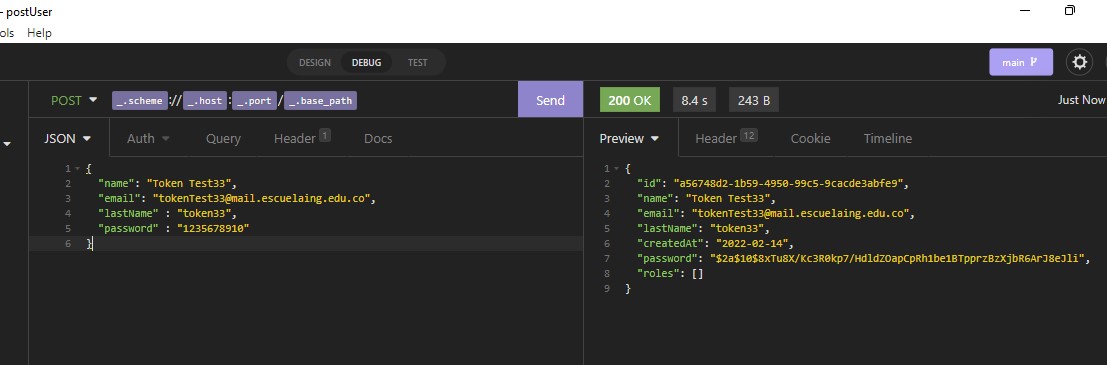 - postUser
ols Help
DESIGN DEBUG TEST
main
POST _.scheme :// _.host : _.port / _.base_path Send
200 OK 8.4 s 243 B Just Now
JSON Auth Query Header 1 Docs
Preview Header 12 Cookie Timeline
1 {
2 "name": "Token Test33",
3 "email": "tokenTest33@mail.escuelaing.edu.co",
4 "lastName" : "token33",
5 "password" : "1235678910"
6 }
1 {
2 "id": "a56748d2-1b59-4950-99c5-9cacde3abfe9",
3 "name": "Token Test33",
4 "email": "tokenTest33@mail.escuelaing.edu.co",
5 "lastName": "token33",
6 "createdAt": "2022-02-14",
7 "password": "$2a$10$8xTu8X/Kc3R0kp7/HdldZOapCpRh1be1BTpprzBzXjbR6ArJ8eJli",
8 "roles": []
9 }